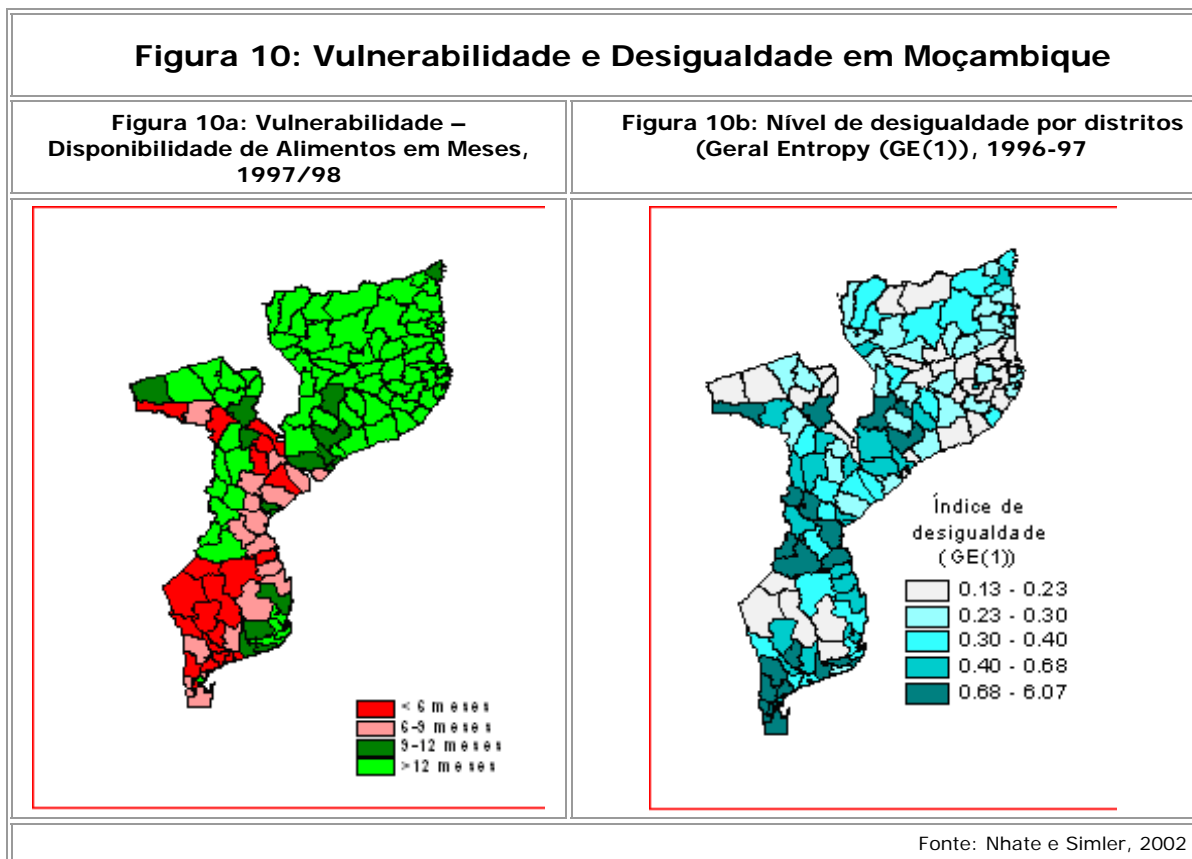 Figura 10: Vulnerabilidade e Desigualdade em Moçambique
Figura 10a: Vulnerabilidade –
Disponibilidade de Alimentos em Meses,
1997/98
Figura 10b: Nível de desigualdade por distritos
(Geral Entropy (GE(1)), 1996-97
< 6 meses
6-9 meses
9-12 meses
>12 meses
Índice de
desigualdade
(GE(1))
0.13 - 0.23
0.23 - 0.30
0.30 - 0.40
0.40 - 0.68
0.68 - 6.07
Fonte: Nhate e Simler, 2002